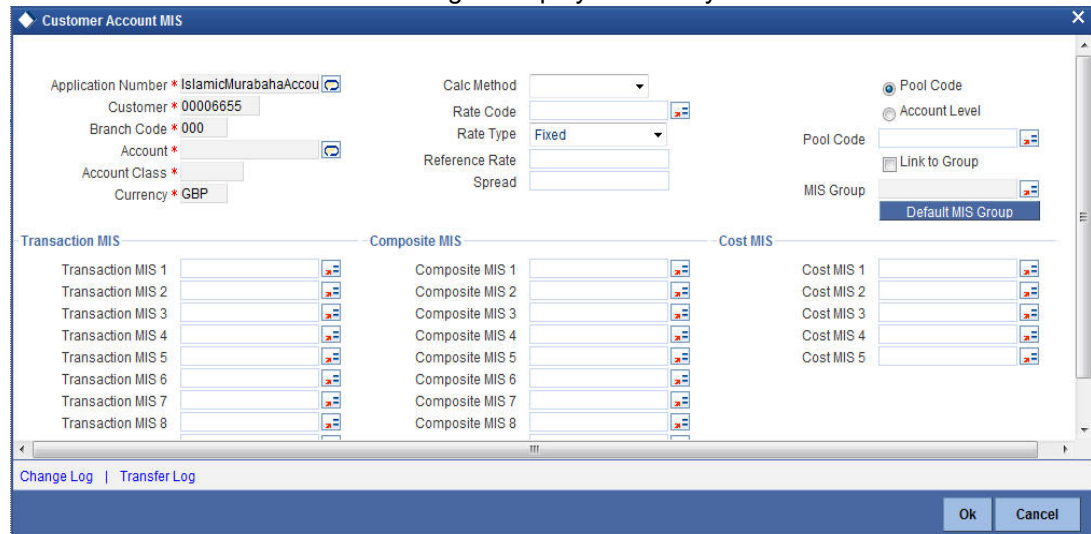 Customer Account MIS
Application Number * IslamicMurabahaAccou
Customer * 00006655
Branch Code * 000
Account *
Account Class *
Currency * GBP
Calc Method
Rate Code
Rate Type Fixed
Reference Rate
Spread
Pool Code
Account Level
Pool Code
Link to Group
MIS Group
Default MIS Group
Transaction MIS
Transaction MIS 1
Transaction MIS 2
Transaction MIS 3
Transaction MIS 4
Transaction MIS 5
Transaction MIS 6
Transaction MIS 7
Transaction MIS 8
Composite MIS
Composite MIS 1
Composite MIS 2
Composite MIS 3
Composite MIS 4
Composite MIS 5
Composite MIS 6
Composite MIS 7
Composite MIS 8
Cost MIS
Cost MIS 1
Cost MIS 2
Cost MIS 3
Cost MIS 4
Cost MIS 5
Change Log | Transfer Log
Ok Cancel